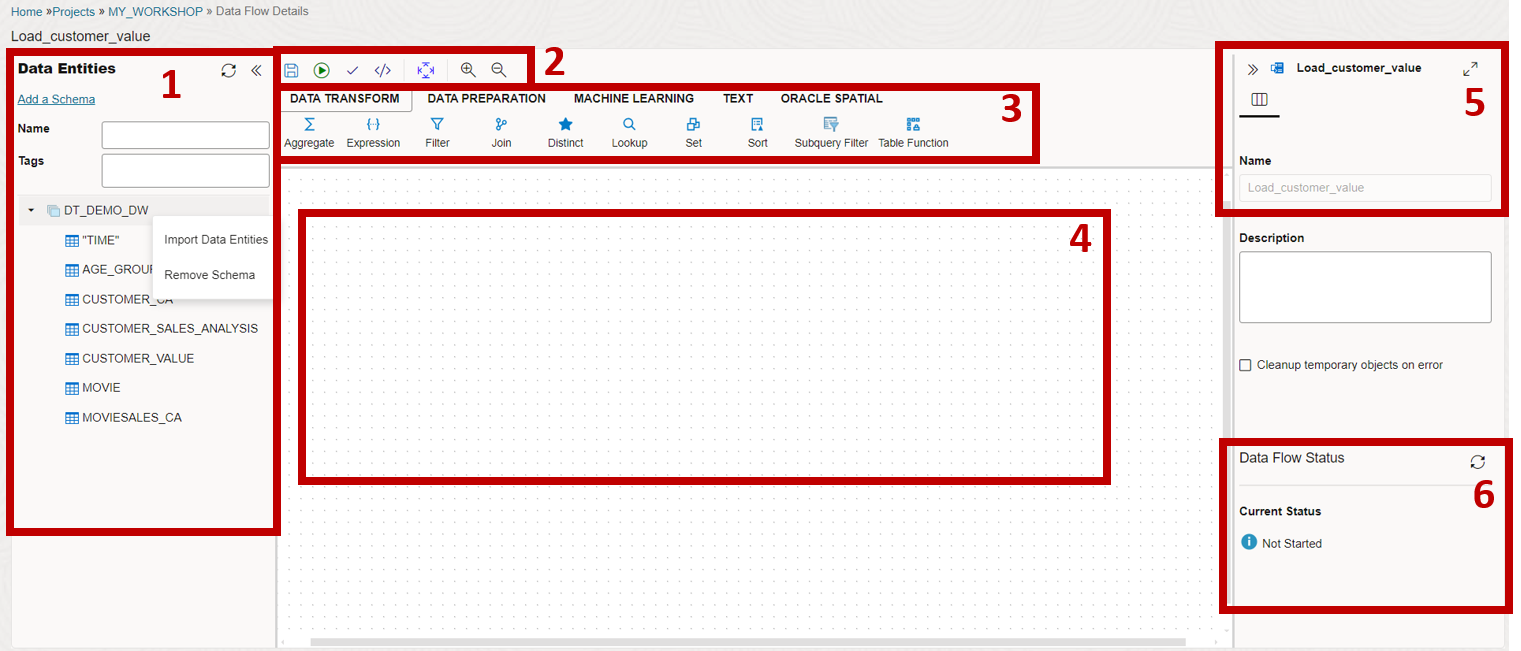 Home »Projects » MY_WORKSHOP » Data Flow Details
Load_customer_value
Data Entities
1
Add a Schema
Name
Tags
DT_DEMO_DW
"TIME"
Import Data Entities
AGE_GROUP
Remove Schema
CUSTOMER_CA
CUSTOMER_SALES_ANALYSIS
CUSTOMER_VALUE
MOVIE
MOVIESALES_CA
2
DATA TRANSFORM DATA PREPARATION MACHINE LEARNING TEXT ORACLE SPATIAL
3
Aggregate Expression Filter Join Distinct Lookup Set Sort Subquery Filter Table Function
4
Load_customer_value
5
Name
Load_customer_value
Description
Cleanup temporary objects on error
Data Flow Status
6
Current Status
Not Started